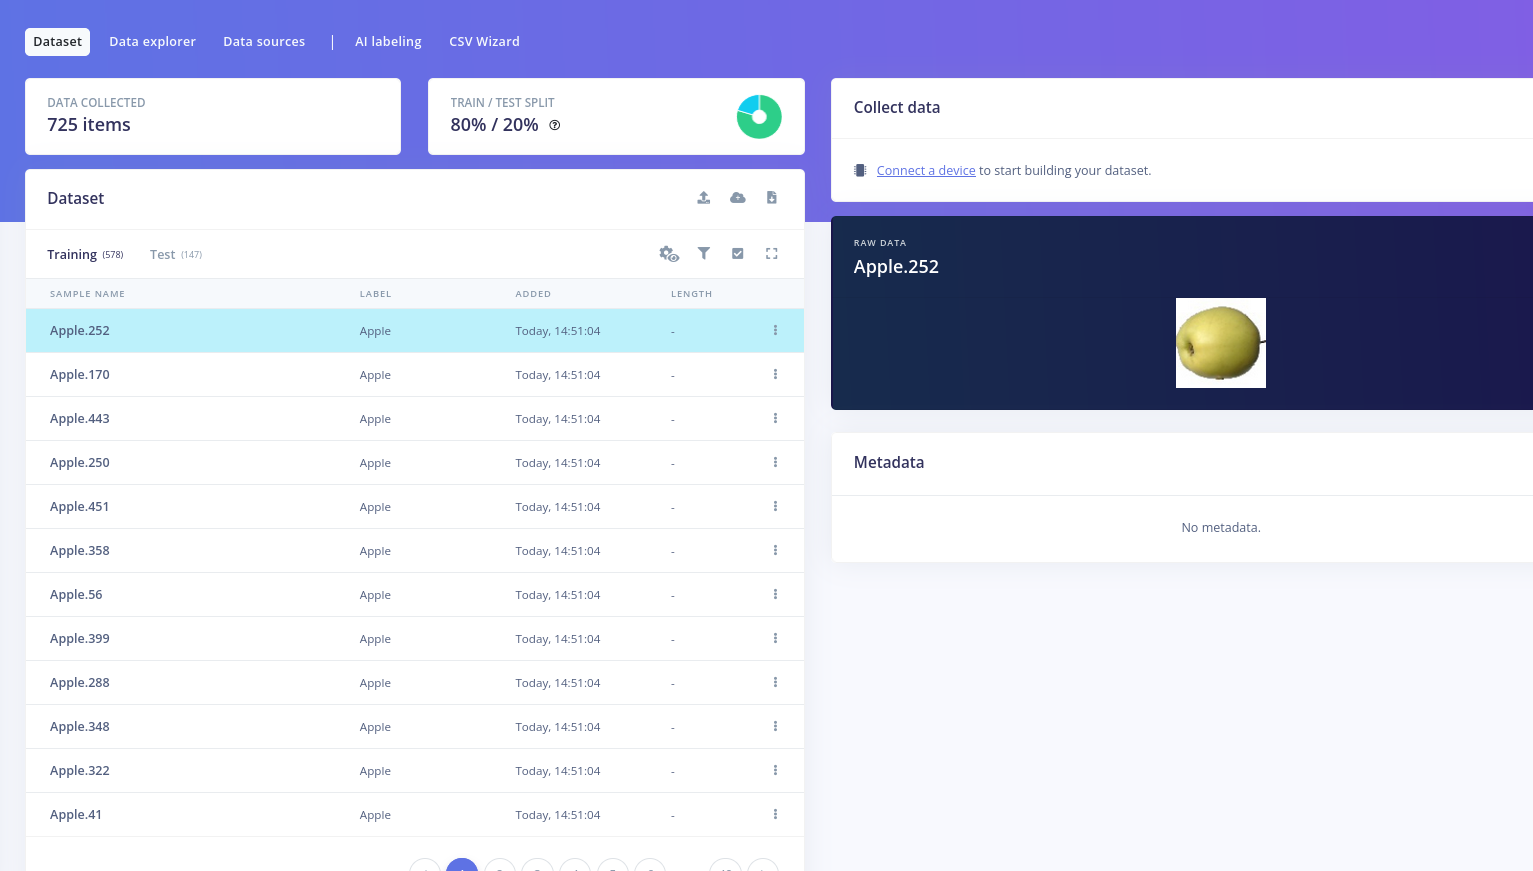 Dataset Data explorer Data sources | AI labeling CSV Wizard
DATA COLLECTED
725 items
TRAIN / TEST SPLIT
80% / 20%
Collect data
Connect a device to start building your dataset.
Dataset
Training (578) Test (147)
SAMPLE NAME LABEL ADDED LENGTH
Apple.252 Apple Today, 14:51:04 -
Apple.170 Apple Today, 14:51:04 -
Apple.443 Apple Today, 14:51:04 -
Apple.250 Apple Today, 14:51:04 -
Apple.451 Apple Today, 14:51:04 -
Apple.358 Apple Today, 14:51:04 -
Apple.56 Apple Today, 14:51:04 -
Apple.399 Apple Today, 14:51:04 -
Apple.288 Apple Today, 14:51:04 -
Apple.348 Apple Today, 14:51:04 -
Apple.322 Apple Today, 14:51:04 -
Apple.41 Apple Today, 14:51:04 -
RAW DATA
Apple.252
Metadata
No metadata.